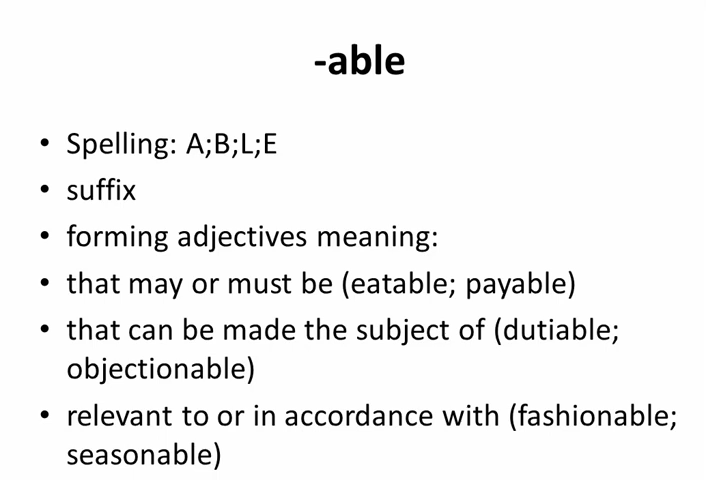 -able
• Spelling: A;B;L;E
• suffix
• forming adjectives meaning:
• that may or must be (eatable; payable)
• that can be made the subject of (dutiable;
objectionable)
• relevant to or in accordance with (fashionable;
seasonable)